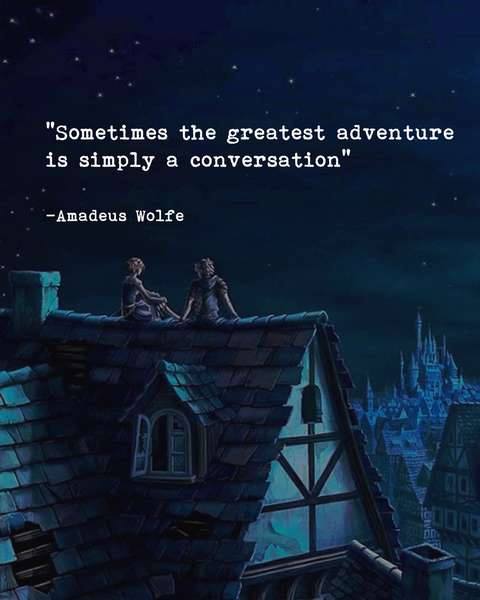 "Sometimes the greatest adventure
is simply a conversation"
-Amadeus Wolfe